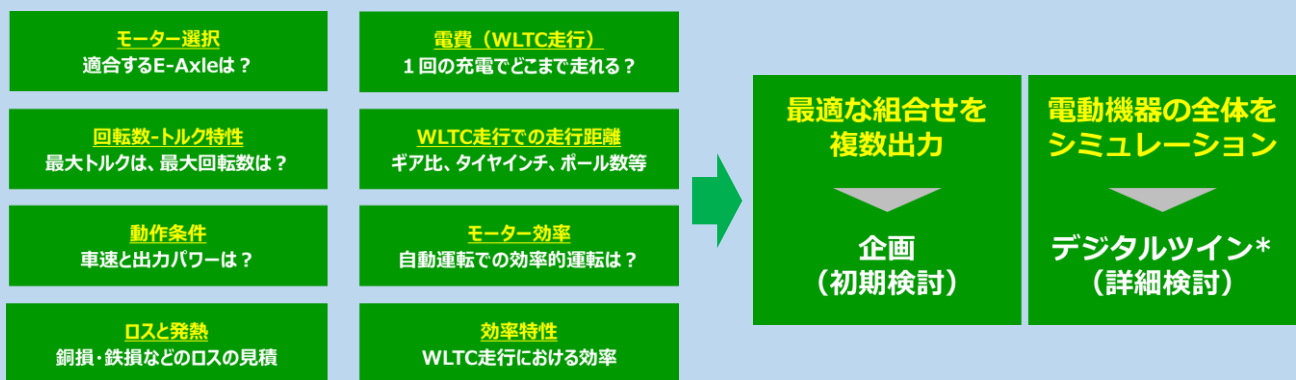 モーター選択
適合するE-Axleは？
電費（WLTC走行）
１回の充電でどこまで走れる？
回転数-トルク特性
最大トルクは、最大回転数は？
WLTC走行での走行距離
ギア比、タイヤインチ、ポール数等
動作条件
車速と出力パワーは？
モーター効率
自動運転での効率的運転は？
ロスと発熱
銅損・鉄損などのロスの見積
効率特性
WLTC走行における効率
最適な組合せを
複数出力
企画
（初期検討）
電動機器の全体を
シミュレーション
デジタルツイン*
（詳細検討）